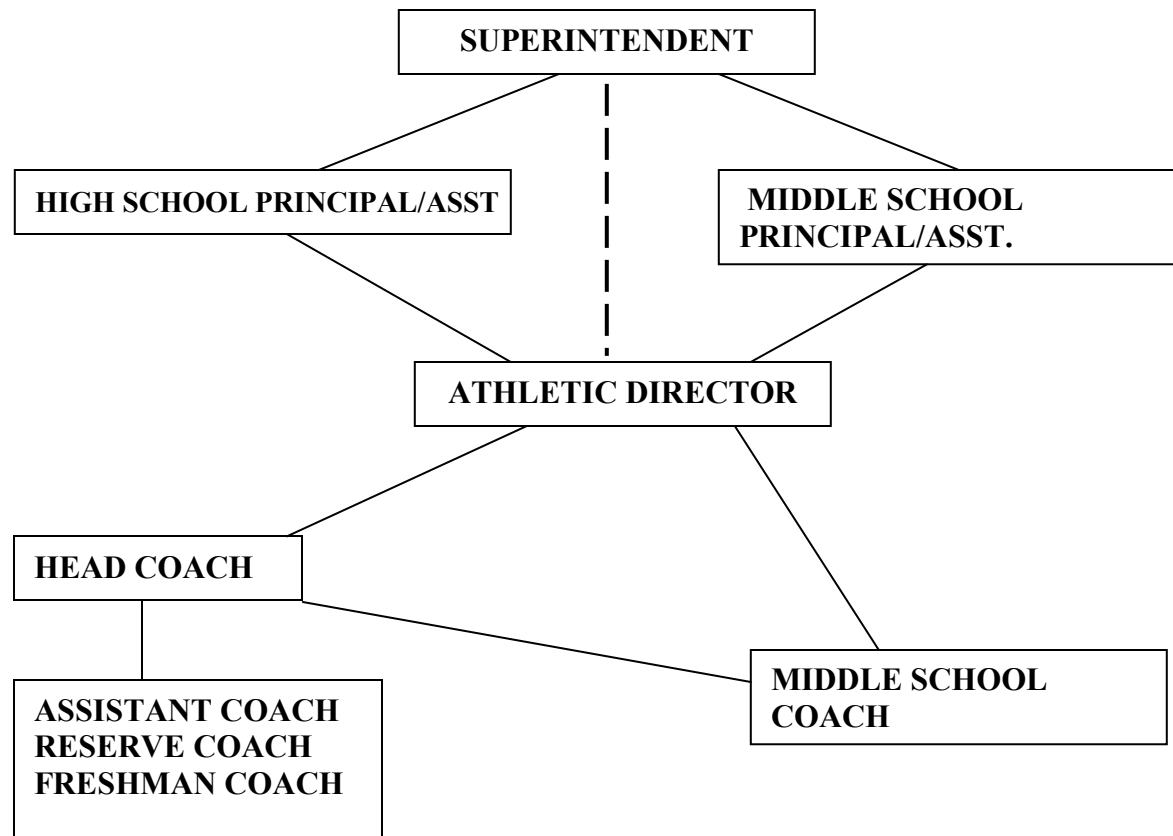 SUPERINTENDENT
HIGH SCHOOL PRINCIPAL/ASST
MIDDLE SCHOOL
PRINCIPAL/ASST.
ATHLETIC DIRECTOR
HEAD COACH
MIDDLE SCHOOL
COACH
ASSISTANT COACH
RESERVE COACH
FRESHMAN COACH